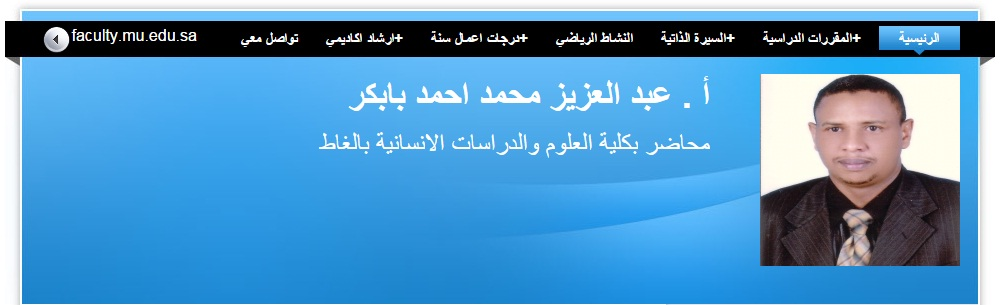 الرئيسية +المقررات الدراسية +السيرة الذاتية النشاط الرياضي +درجات اعمال سنة +ارشاد اكاديمي تواصل معي faculty.mu.edu.sa
أ . عبد العزيز محمد احمد بابكر
محاضر بكلية العلوم والدراسات الانسانية بالغاط